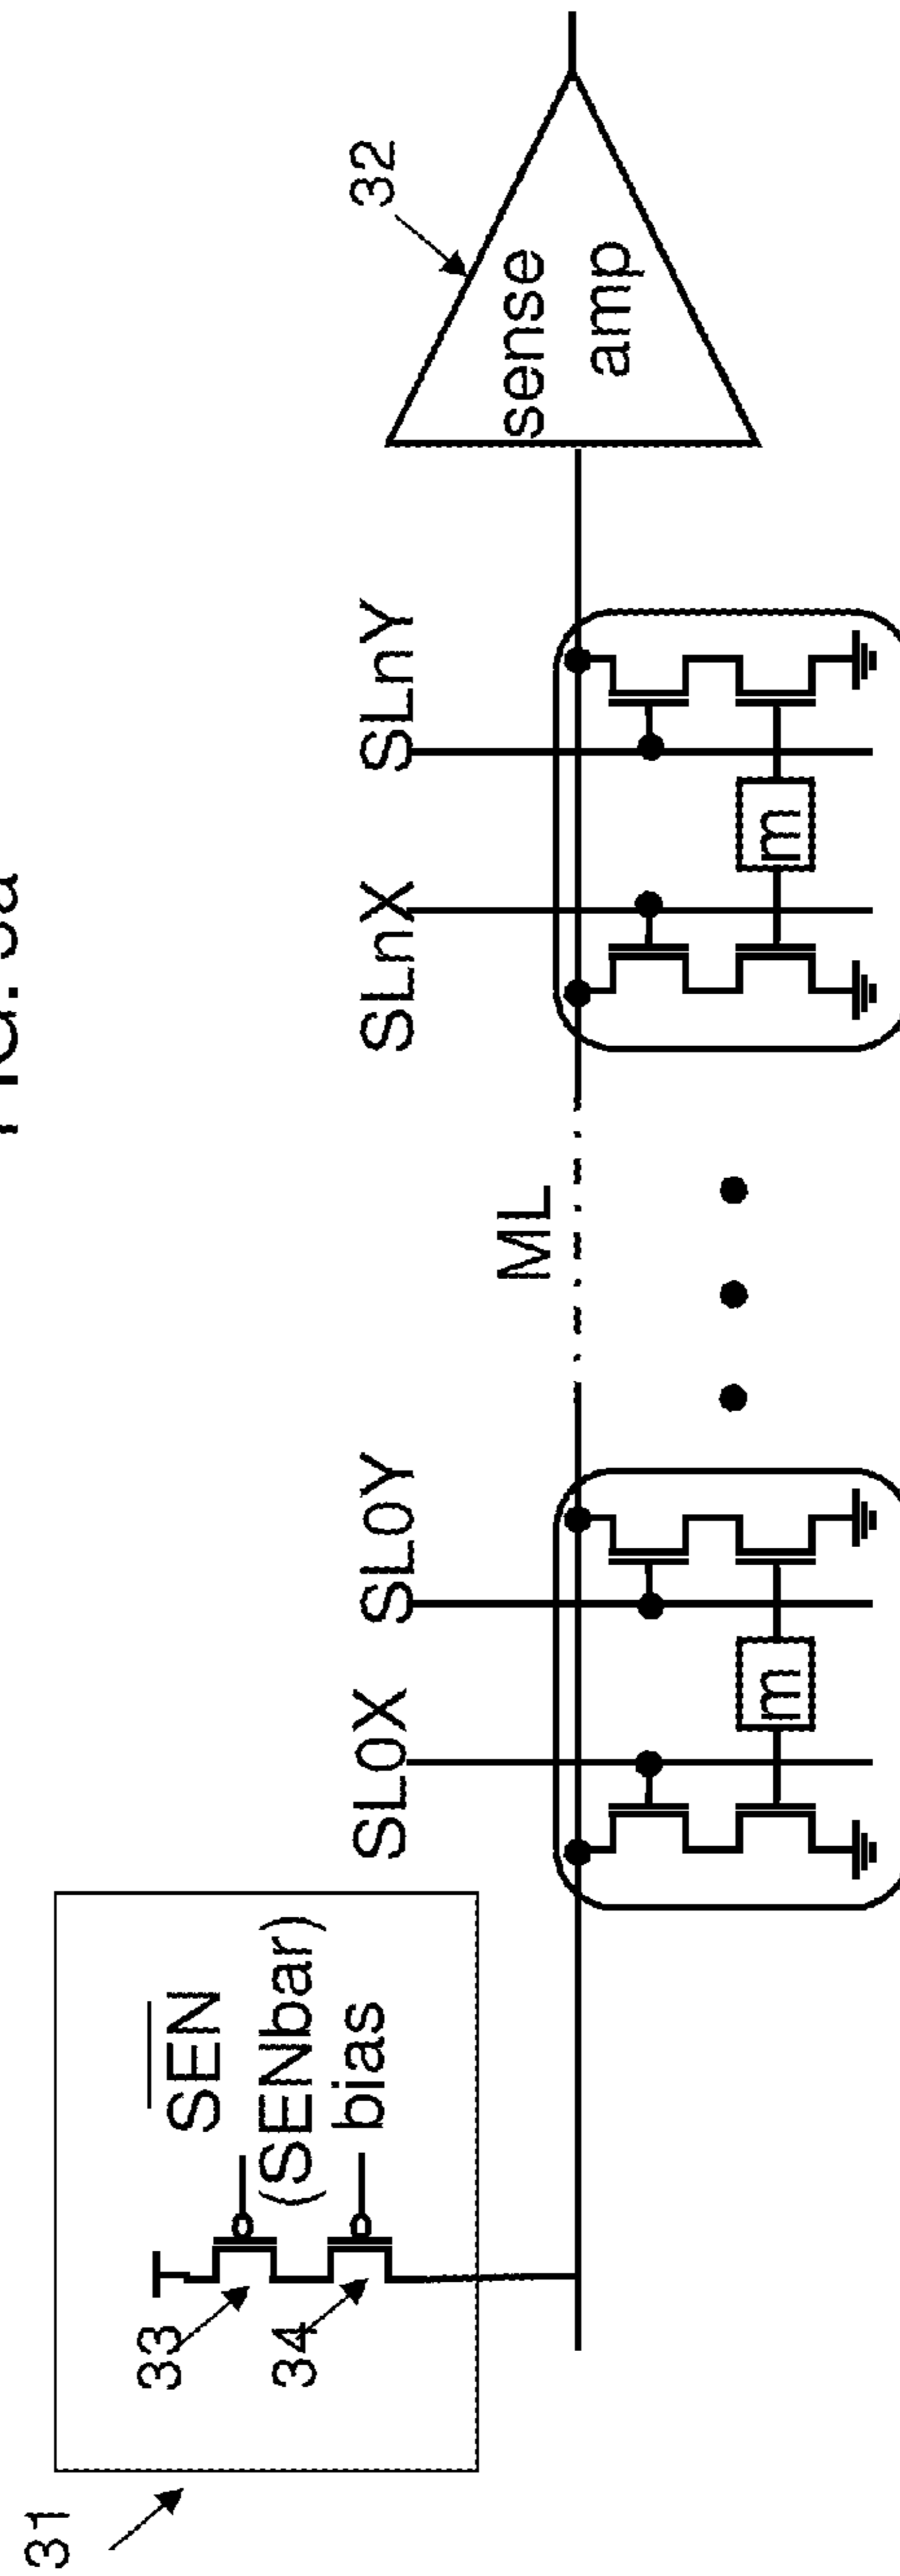 31
33
34
SEN
(SENbar)
bias
SL0X
SL0Y
m
ML
SLnX
SLnY
m
32
sense
amp